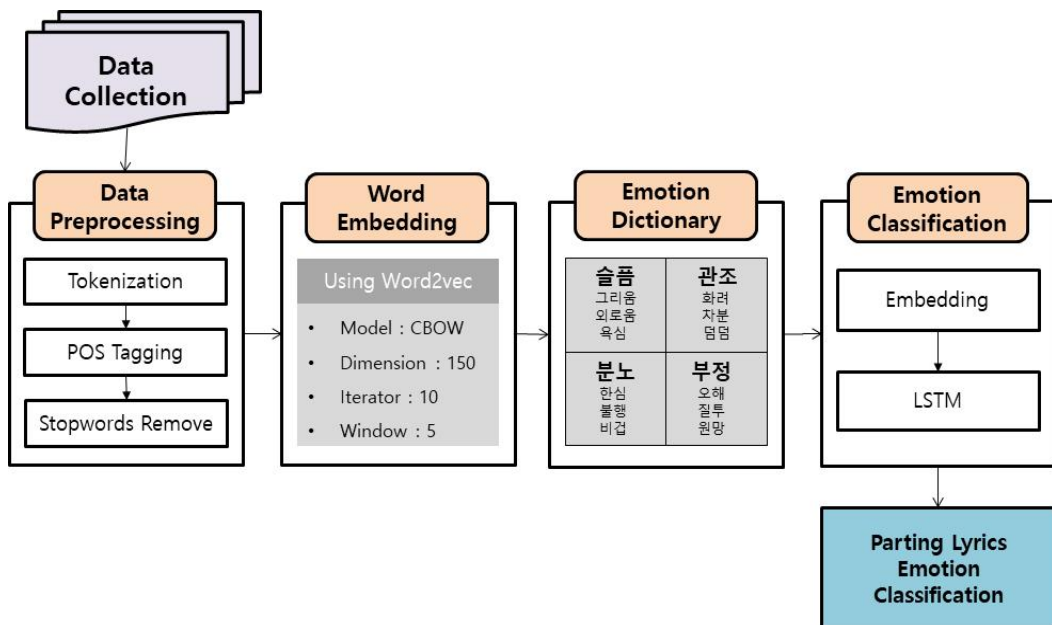 Data
Collection
Data
Preprocessing
Tokenization
POS Tagging
Stopwords Remove
Word
Embedding
Using Word2vec
• Model : CBOW
• Dimension : 150
• Iterator : 10
• Window : 5
Emotion
Dictionary
슬픔
그리움
외로움
욕심
관조
화려
차분
덤덤
분노
한심
불행
비겁
부정
오해
질투
원망
Emotion
Classification
Embedding
LSTM
Parting Lyrics
Emotion
Classification